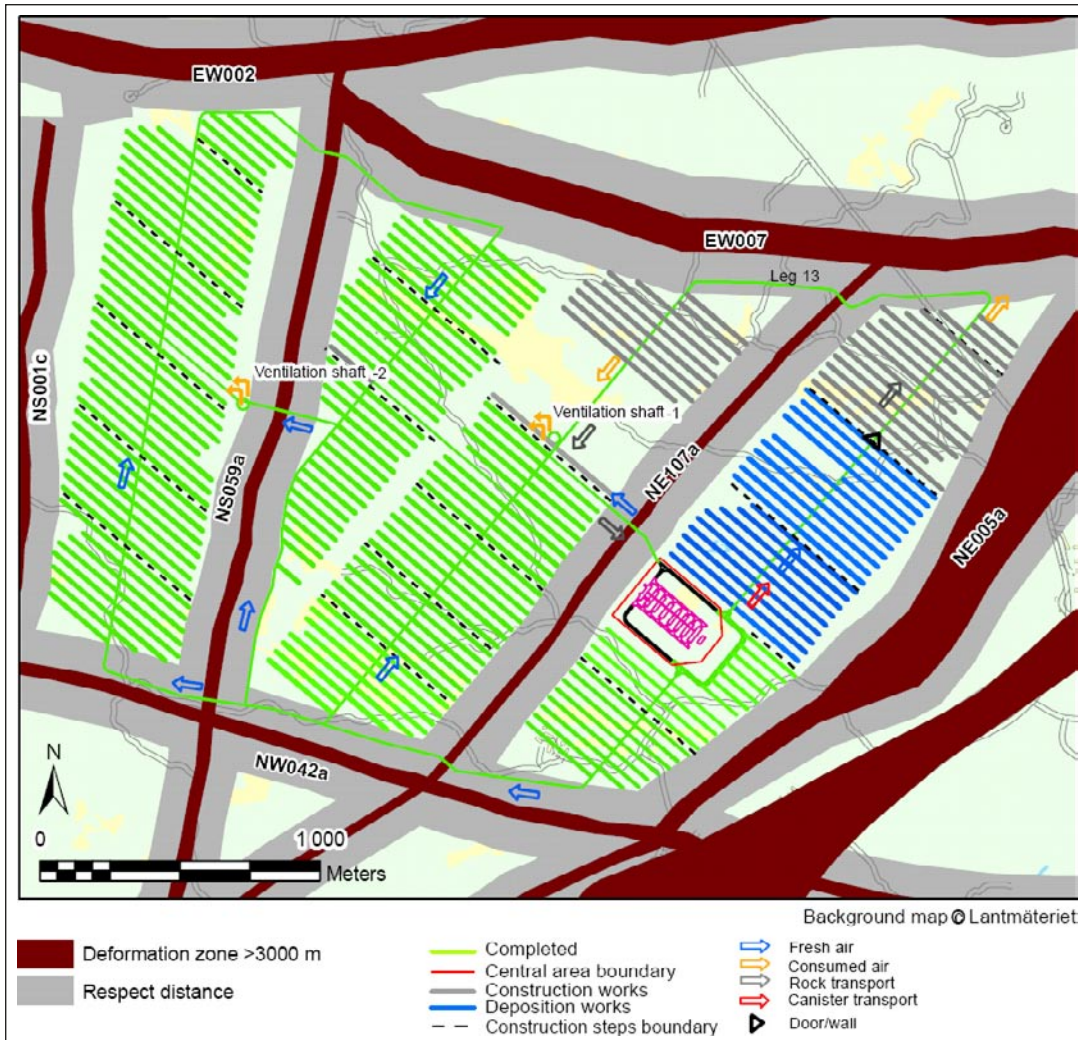 EW002
EW007
Leg 13
NS001c
Ventilation shaft -2
Ventilation shaft -1
NS059a
NE107a
NE005a
NW042a
N
0 1 000
Meters
Background map © Lantmäteriet
Deformation zone >3000 m
Respect distance
Completed
Central area boundary
Construction works
Deposition works
Construction steps boundary
Fresh air
Consumed air
Rock transport
Canister transport
Door/wall